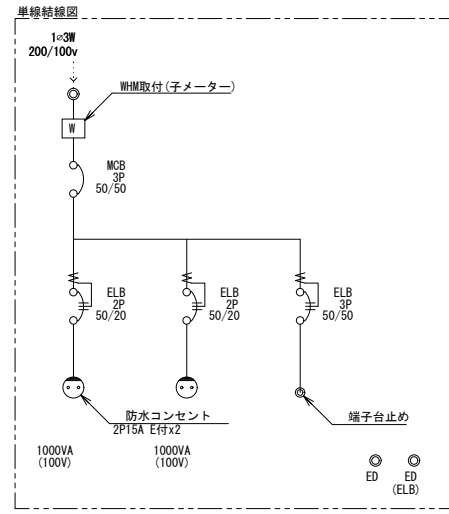 単線結線図
1⌀3W
200/100v
WHM取付(子メーター)
W
MCB
3P
50/50
ELB
2P
50/20
ELB
2P
50/20
ELB
3P
50/50
防水コンセント
2P15A E付x2
端子台止め
1000VA
(100V)
1000VA
(100V)
ED
ED
(ELB)